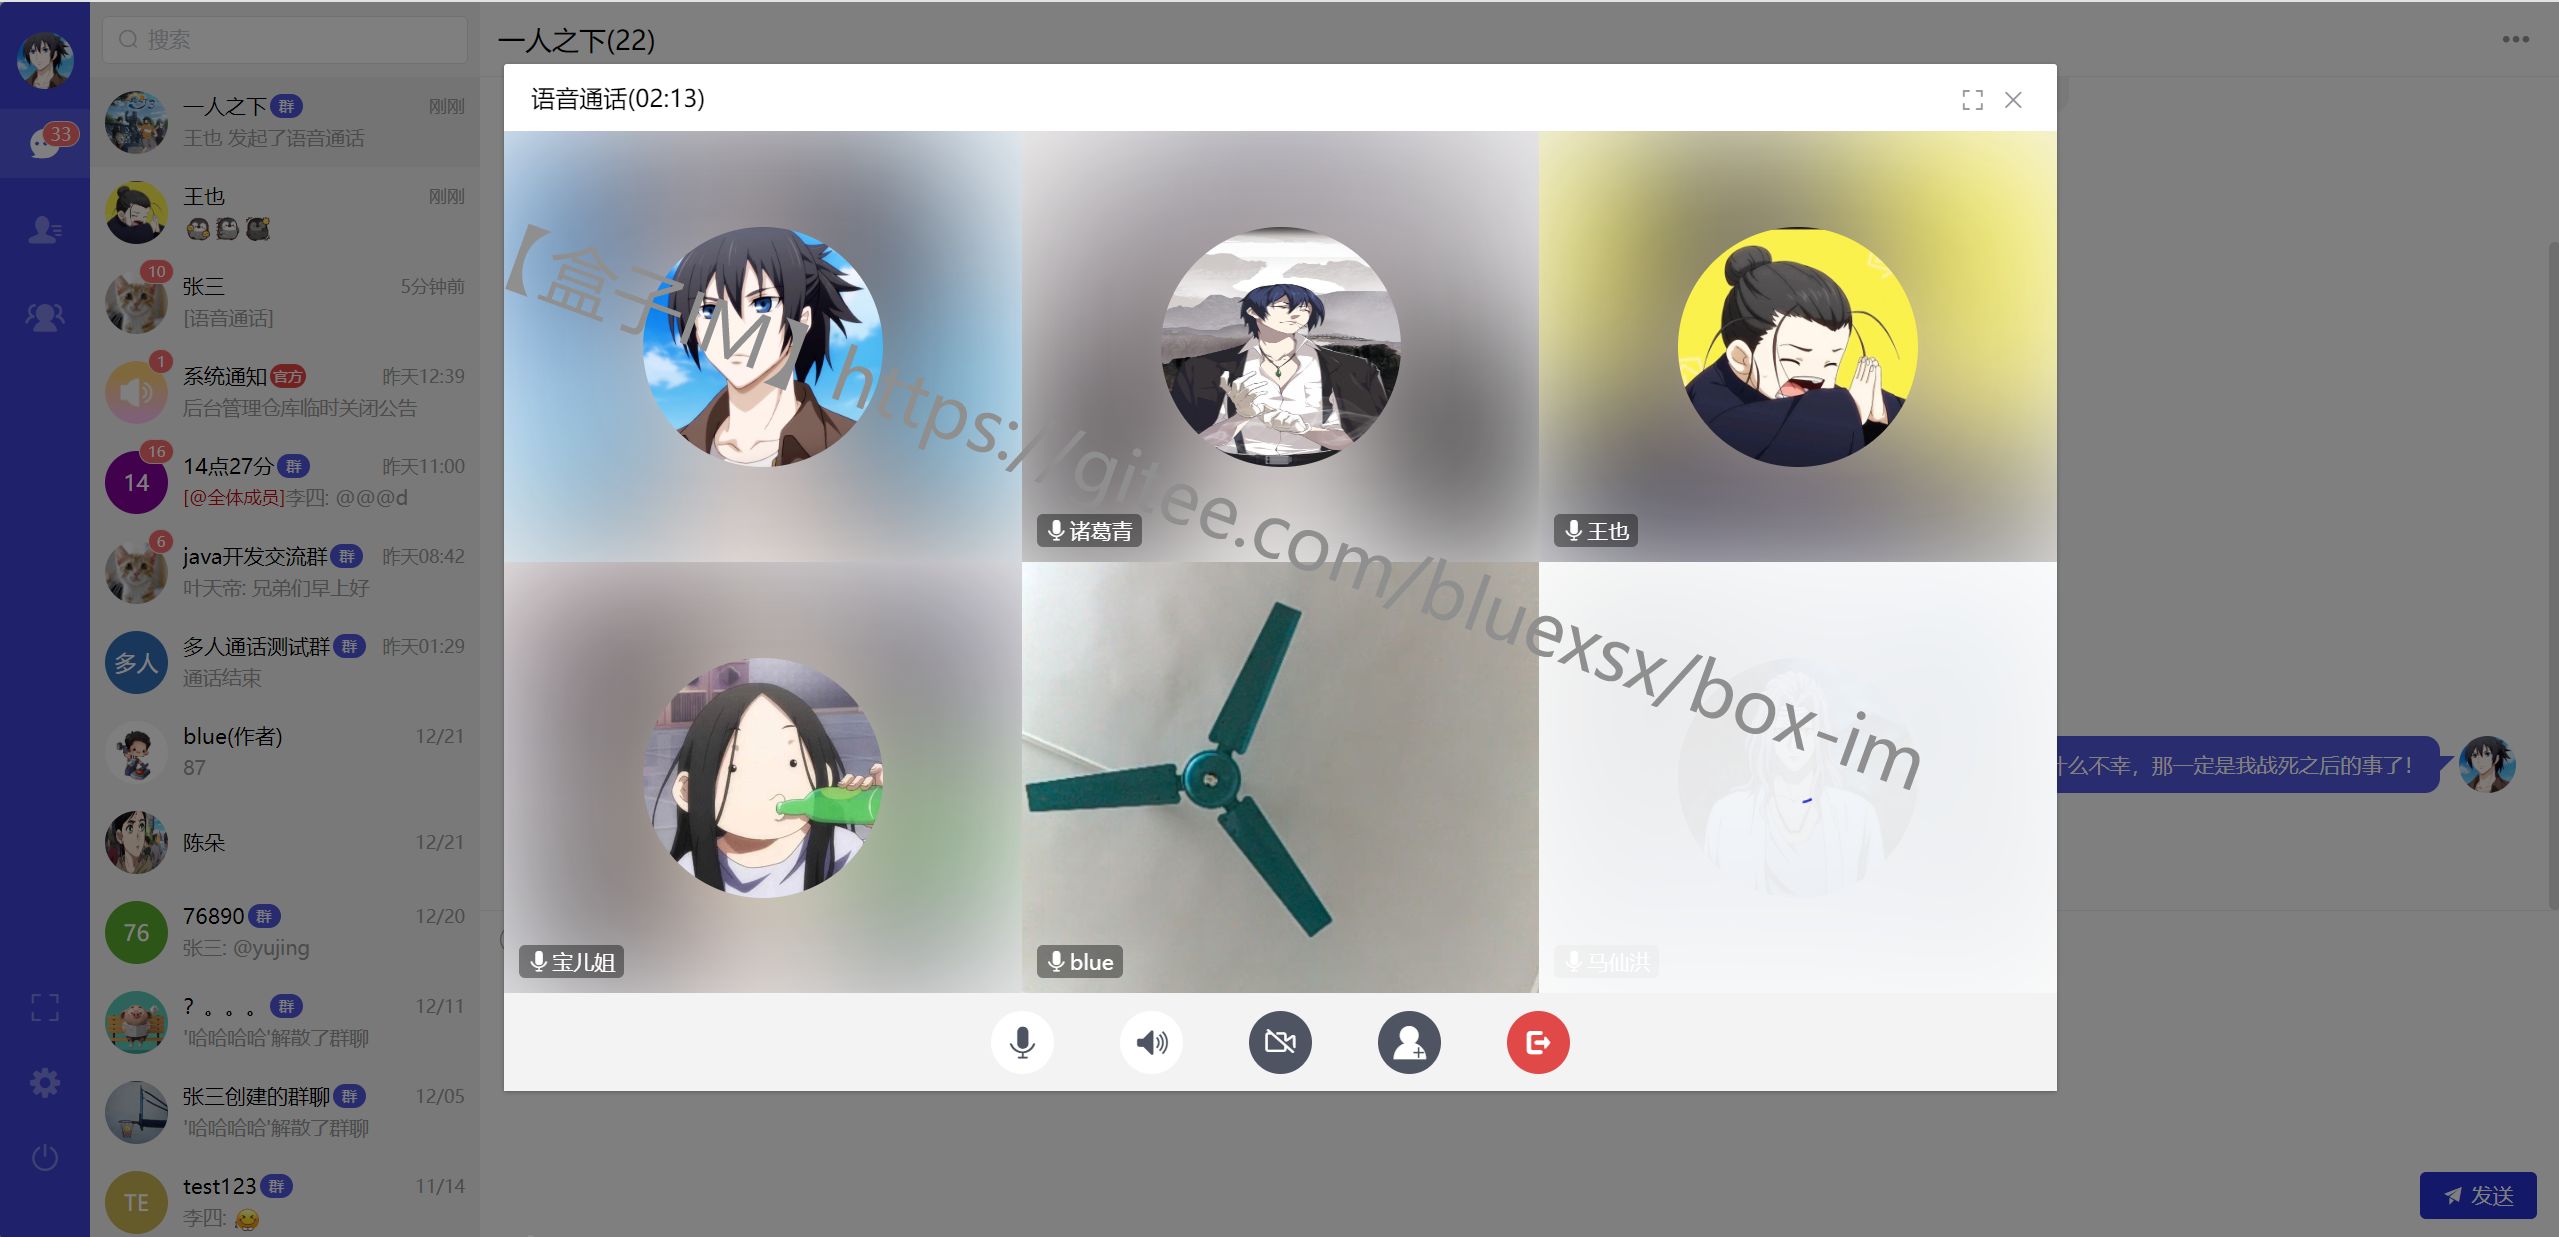 搜索
33
一人之下 群 刚刚
王也 发起了语音通话
王也 刚刚
10
张三 5分钟前
[语音通话]
1
系统通知 官方 昨天12:39
后台管理仓库临时关闭公告
16
14
14点27分 群 昨天11:00
[@全体成员]李四: @@@d
6
java开发交流群 群 昨天08:42
叶天帝: 兄弟们早上好
多人
多人通话测试群 群 昨天01:29
通话结束
blue(作者) 12/21
87
陈朵 12/21
76
76890 群 12/20
张三: @yujing
？。。。 群 12/11
'哈哈哈哈'解散了群聊
张三创建的群聊 群 12/05
'哈哈哈哈'解散了群聊
TE
test123 群 11/14
李四:
一人之下(22)
语音通话(02:13)
【盒子IM】https://gitee.com/bluexsx/box-im
诸葛青
王也
宝儿姐
blue
马仙洪
什么不幸，那一定是我战死之后的事了！
发送